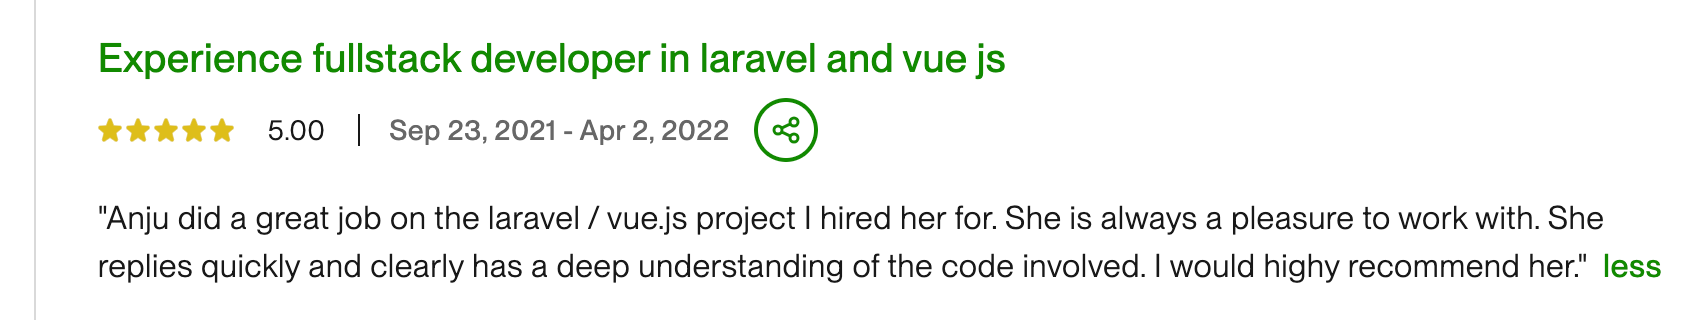 Experience fullstack developer in laravel and vue js
5.00 | Sep 23, 2021 - Apr 2, 2022
"Anju did a great job on the laravel / vue.js project I hired her for. She is always a pleasure to work with. She
replies quickly and clearly has a deep understanding of the code involved. I would highy recommend her." less